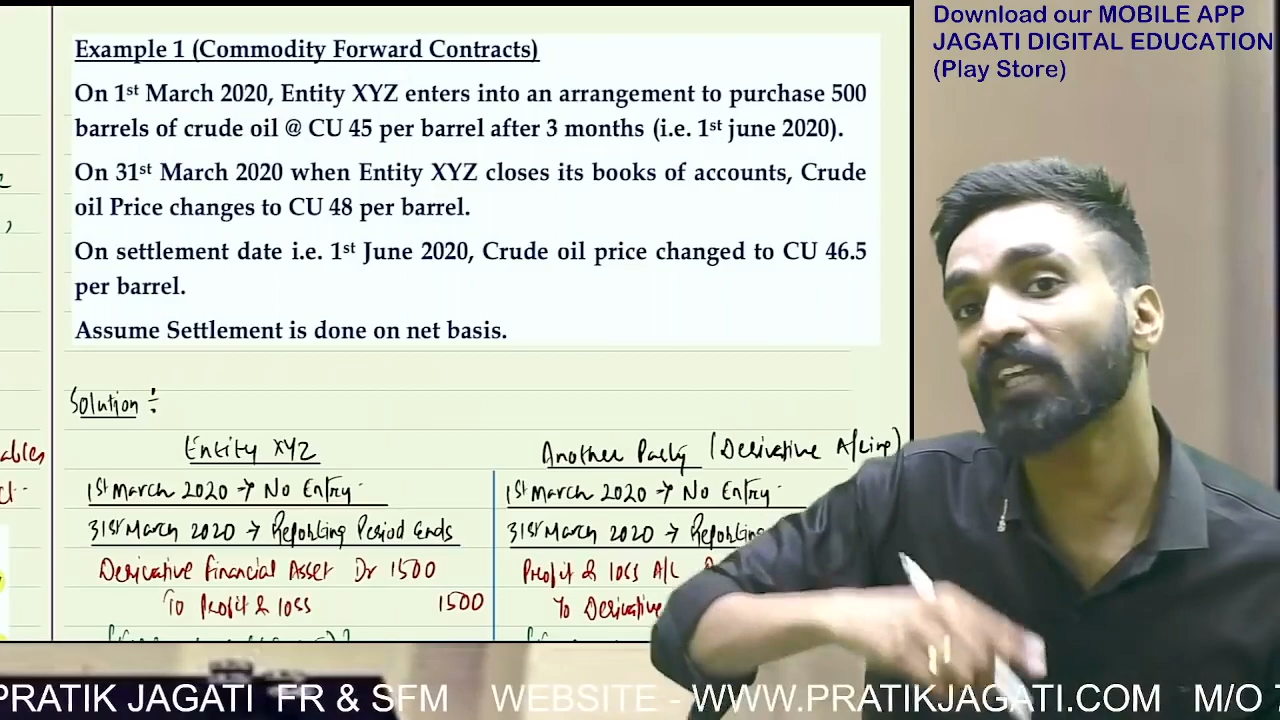 Download our MOBILE APP
JAGATI DIGITAL EDUCATION
(Play Store)
Example 1 (Commodity Forward Contracts)
On 1st March 2020, Entity XYZ enters into an arrangement to purchase 500
barrels of crude oil @ CU 45 per barrel after 3 months (i.e. 1st june 2020).
On 31st March 2020 when Entity XYZ closes its books of accounts, Crude
oil Price changes to CU 48 per barrel.
On settlement date i.e. 1st June 2020, Crude oil price changed to CU 46.5
per barrel.
Assume Settlement is done on net basis.
Solution :
Entity XYZ
1st March 2020 → No Entry
31st March 2020 → Reporting Period Ends
Derivative Financial Asset Dr 1500
To Profit & loss 1500
Another Party (Derivative
1st March 2020 → No Entry
31st March 2020 → Reporting
Profit & loss A/c
To Derivative
PRATIK JAGATI FR & SFM WEBSITE - WWW.PRATIKJAGATI.COM M/O 7